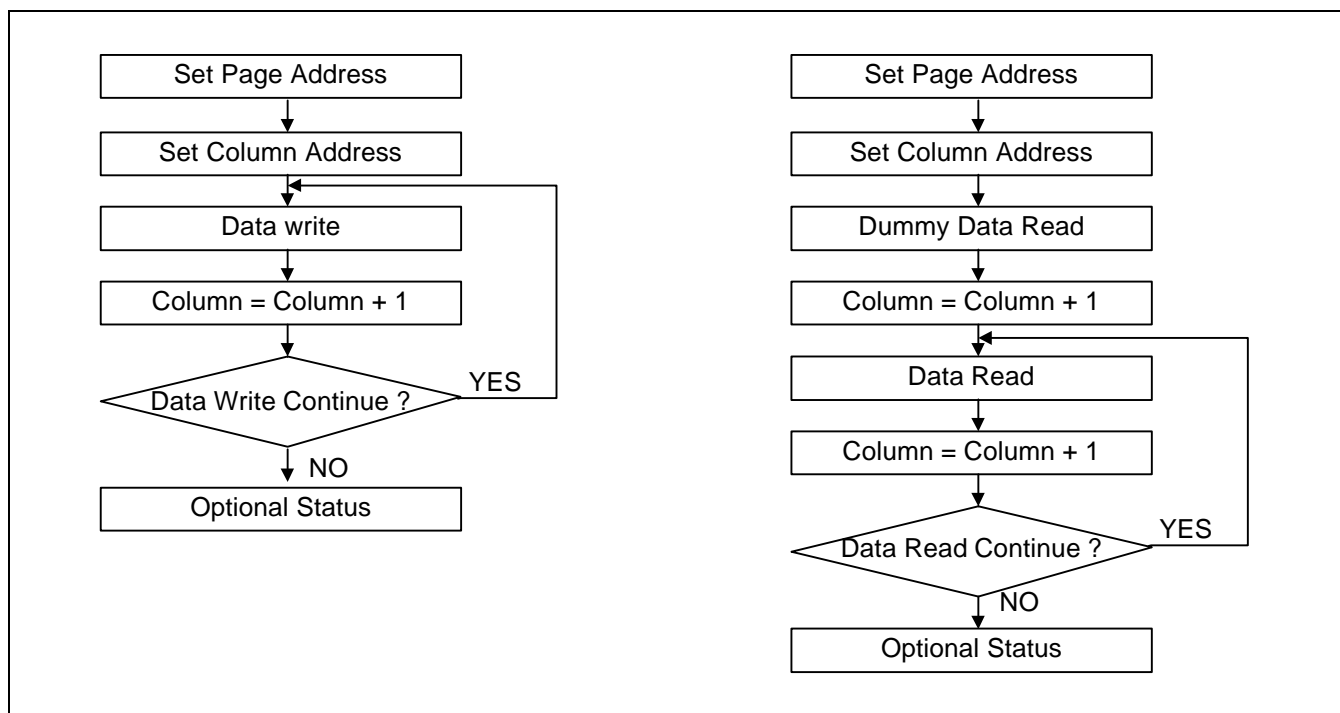 Set Page Address
Set Column Address
Data write
Column = Column + 1
Data Write Continue ?
YES
NO
Optional Status
Set Page Address
Set Column Address
Dummy Data Read
Column = Column + 1
Data Read
Column = Column + 1
Data Read Continue ?
YES
NO
Optional Status